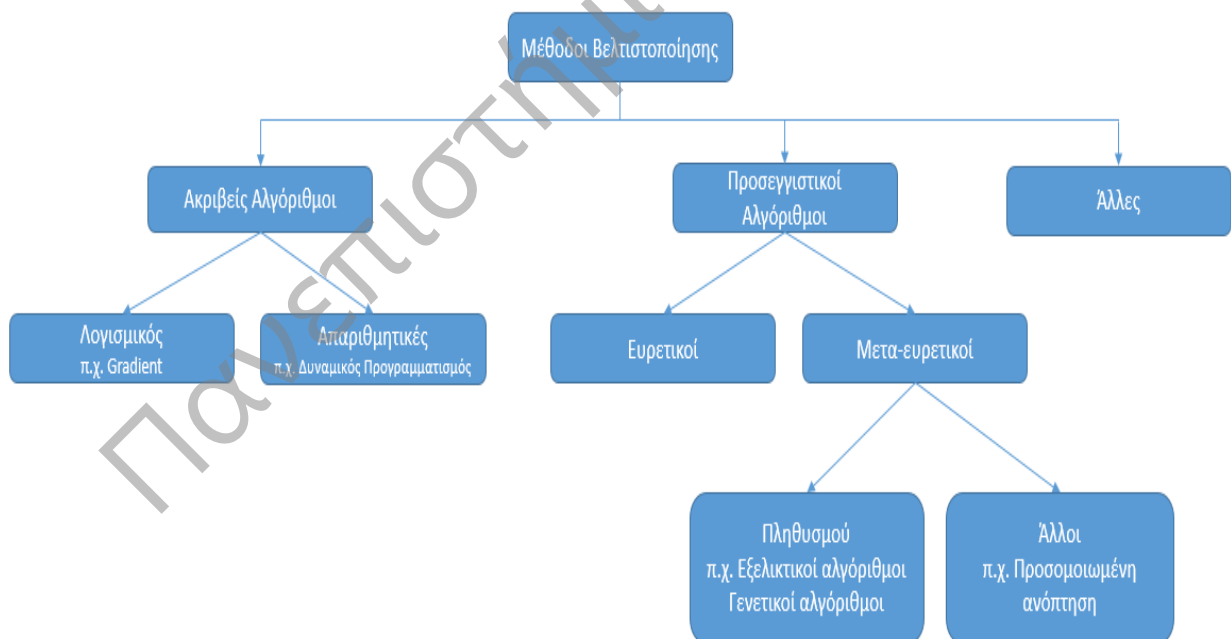 Μέθοδοι Βελτιστοποίησης
Ακριβείς Αλγόριθμοι
Προσεγγιστικοί
Αλγόριθμοι
Άλλες
Λογισμικός
π.χ. Gradient
Απαριθμητικές
π.χ. Δυναμικός Προγραμματισμός
Ευρετικοί
Μετα-ευρετικοί
Πληθυσμού
π.χ. Εξελικτικοί αλγόριθμοι
Γενετικοί αλγόριθμοι
Άλλοι
π.χ. Προσομοιωμένη
ανόπτηση